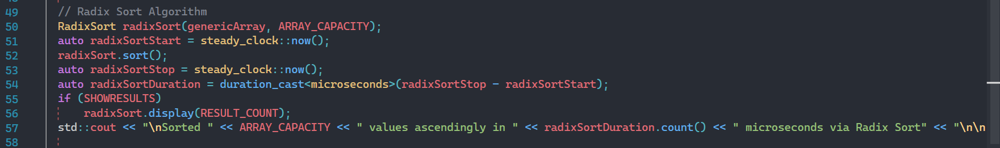 49 // Radix Sort Algorithm
50 RadixSort radixSort(genericArray, ARRAY_CAPACITY);
51 auto radixSortStart = steady_clock::now();
52 radixSort.sort();
53 auto radixSortStop = steady_clock::now();
54 auto radixSortDuration = duration_cast<microseconds>(radixSortStop - radixSortStart);
55 if (SHOWRESULTS)
56 radixSort.display(RESULT_COUNT);
57 std::cout << "\nSorted " << ARRAY_CAPACITY << " values ascendingly in " << radixSortDuration.count() << " microseconds via Radix Sort" << "\n\n
58